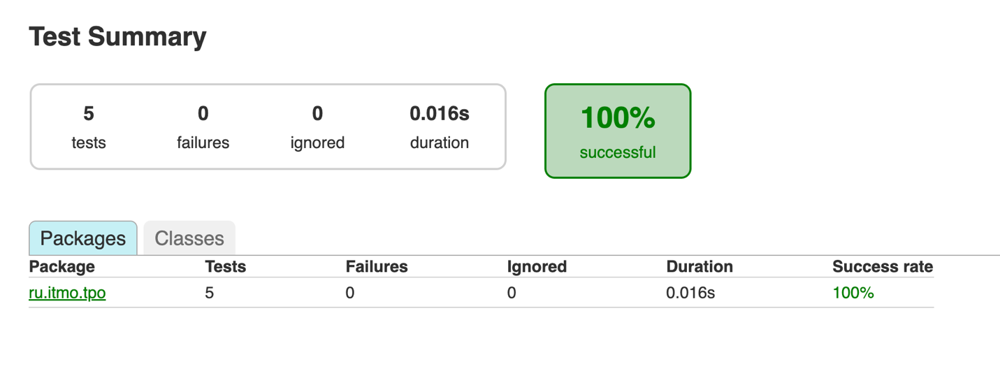 Test Summary
5 0 0 0.016s
tests failures ignored duration
100%
successful
Packages Classes
Package Tests Failures Ignored Duration Success rate
ru.itmo.tpo 5 0 0 0.016s 100%